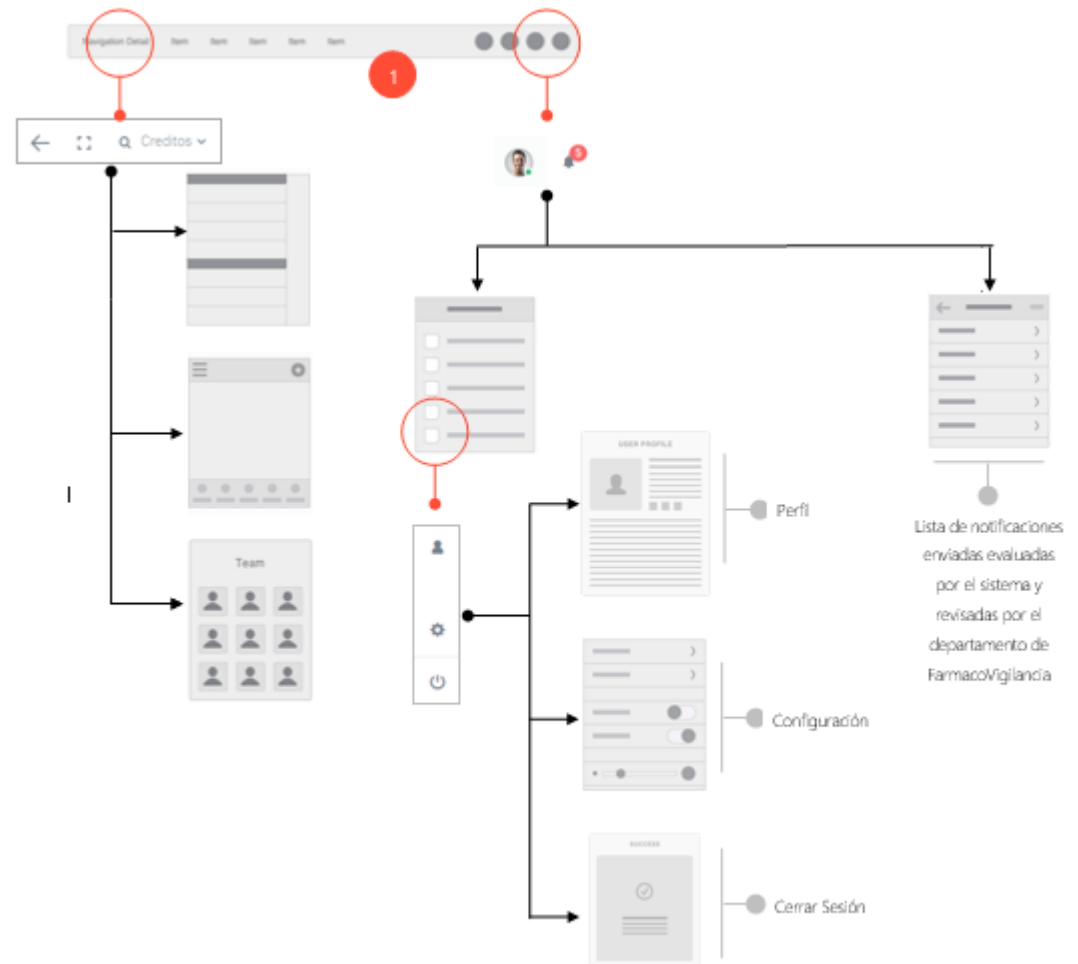 Navigation Detail Item Item Item Item Item
1
Creditos
5
Team
USER PROFILE
Perfil
Lista de notificaciones
enviadas evaluadas
por el sistema y
revisadas por el
departamento de
FarmacoVigilancia
Configuración
SUCCESS
Cerrar Sesión